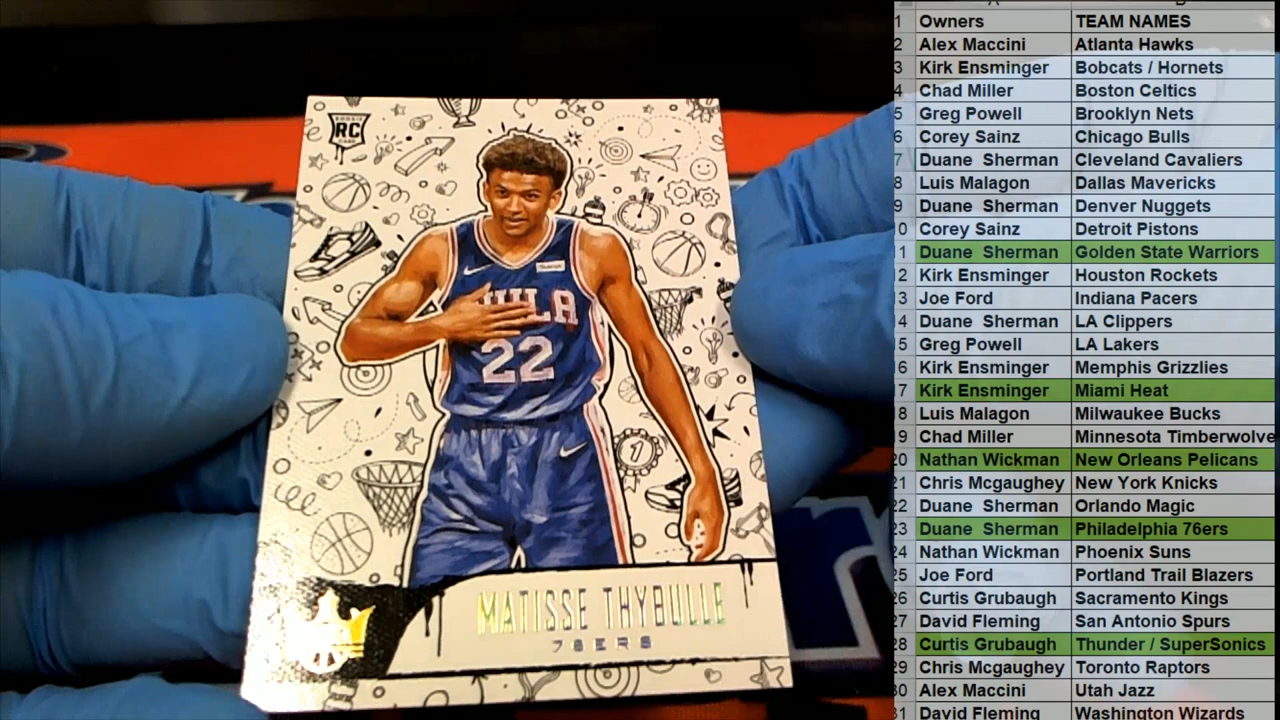 ROOKIE
RC
CARD
PHILA
22
MATISSE THYBULLE
76ERS
1 Owners TEAM NAMES
2 Alex Maccini Atlanta Hawks
3 Kirk Ensminger Bobcats / Hornets
4 Chad Miller Boston Celtics
5 Greg Powell Brooklyn Nets
6 Corey Sainz Chicago Bulls
7 Duane Sherman Cleveland Cavaliers
8 Luis Malagon Dallas Mavericks
9 Duane Sherman Denver Nuggets
0 Corey Sainz Detroit Pistons
1 Duane Sherman Golden State Warriors
2 Kirk Ensminger Houston Rockets
3 Joe Ford Indiana Pacers
4 Duane Sherman LA Clippers
5 Greg Powell LA Lakers
6 Kirk Ensminger Memphis Grizzlies
7 Kirk Ensminger Miami Heat
8 Luis Malagon Milwaukee Bucks
19 Chad Miller Minnesota Timberwolve
20 Nathan Wickman New Orleans Pelicans
21 Chris Mcgaughey New York Knicks
22 Duane Sherman Orlando Magic
23 Duane Sherman Philadelphia 76ers
24 Nathan Wickman Phoenix Suns
25 Joe Ford Portland Trail Blazers
26 Curtis Grubaugh Sacramento Kings
27 David Fleming San Antonio Spurs
28 Curtis Grubaugh Thunder / SuperSonics
29 Chris Mcgaughey Toronto Raptors
30 Alex Maccini Utah Jazz
31 David Fleming Washington Wizards